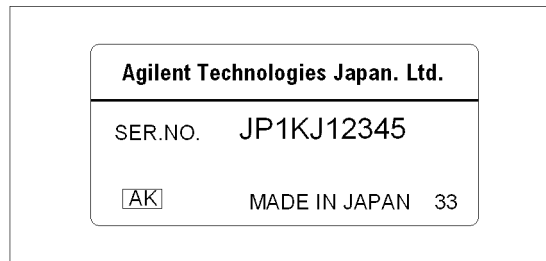 Agilent Technologies Japan. Ltd.
SER.NO. JP1KJ12345
AK MADE IN JAPAN 33